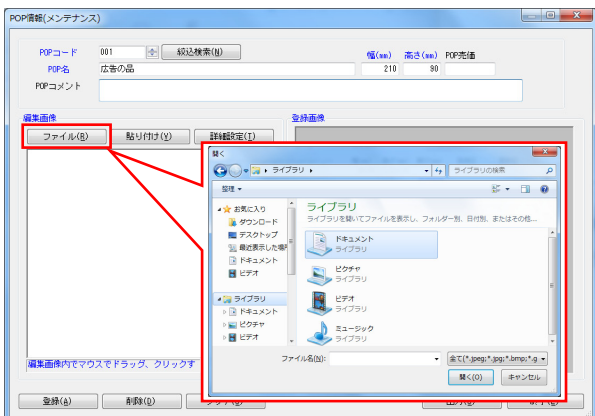 POP情報(メンテナンス)
POPコード 001 絞込検索(N) 幅(mm) 高さ(mm) POP売価
POP名 広告の品 210 90
POPコメント
編集画像 登録画像
ファイル(B) 貼り付け(Y) 詳細設定(I)
開く
ライブラリ ライブラリの検索
整理
お気に入り
ダウンロード
デスクトップ
最近表示した場所
ドキュメント
ビデオ
ライブラリ
ドキュメント
ピクチャ
ビデオ
ライブラリ
ライブラリを開いてファイルを表示し、フォルダー別、日付別、またはその他...
ドキュメント
ライブラリ
ピクチャ
ライブラリ
ビデオ
ライブラリ
ミュージック
ライブラリ
ファイル名(N): 全て(*.jpeg;*.jpg;*.bmp;*.g
開く(O) キャンセル
編集画像内でマウスでドラッグ、クリックす
登録(A) 削除(D)